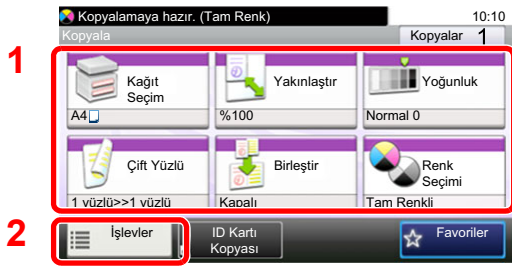 Kopyalamaya hazır. (Tam Renk) 10:10
Kopyala Kopyalar 1
1
Kağıt
Seçim
Yakınlaştır
Yoğunluk
A4 %100 Normal 0
Çift Yüzlü
Birleştir
Renk
Seçimi
1 yüzlü>>1 yüzlü Kapalı Tam Renkli
2
İşlevler
ID Kartı
Kopyası
Favoriler